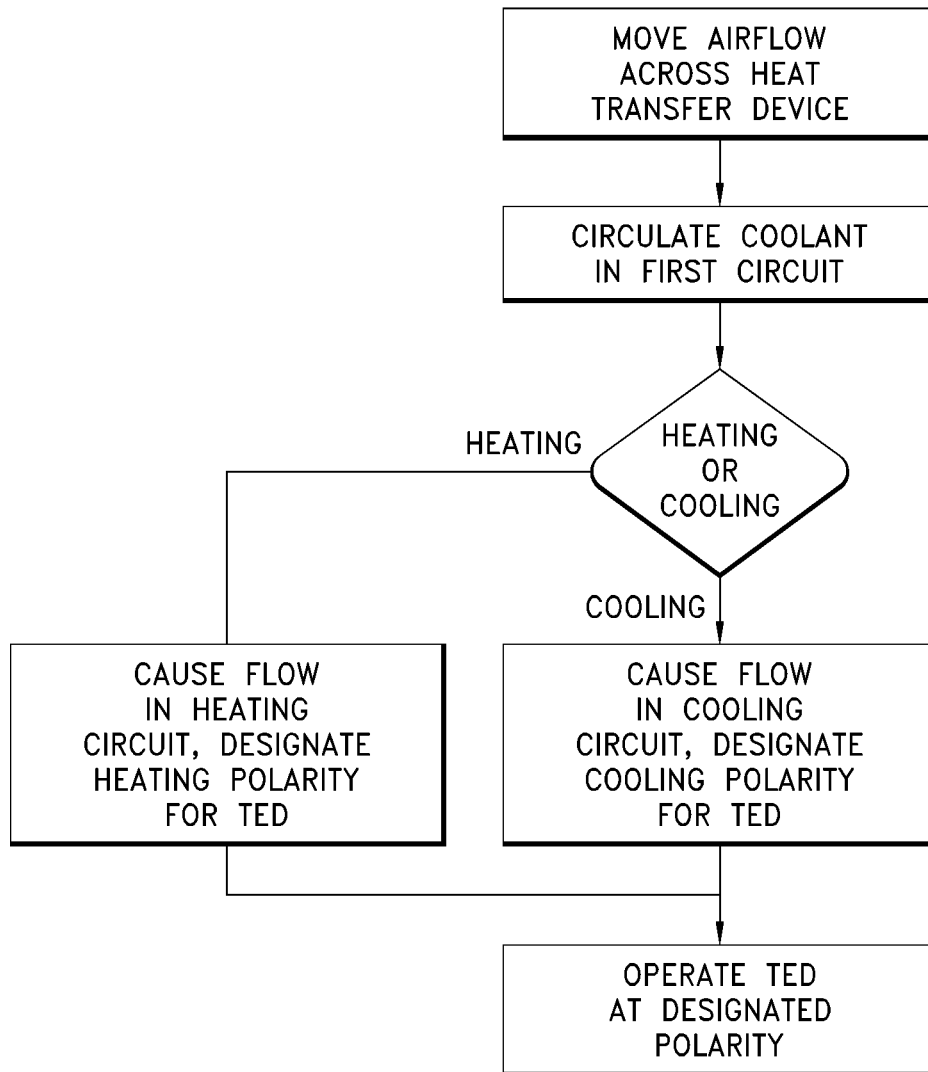 MOVE AIRFLOW
ACROSS HEAT
TRANSFER DEVICE
CIRCULATE COOLANT
IN FIRST CIRCUIT
HEATING
HEATING
OR
COOLING
COOLING
CAUSE FLOW
IN HEATING
CIRCUIT, DESIGNATE
HEATING POLARITY
FOR TED
CAUSE FLOW
IN COOLING
CIRCUIT, DESIGNATE
COOLING POLARITY
FOR TED
OPERATE TED
AT DESIGNATED
POLARITY